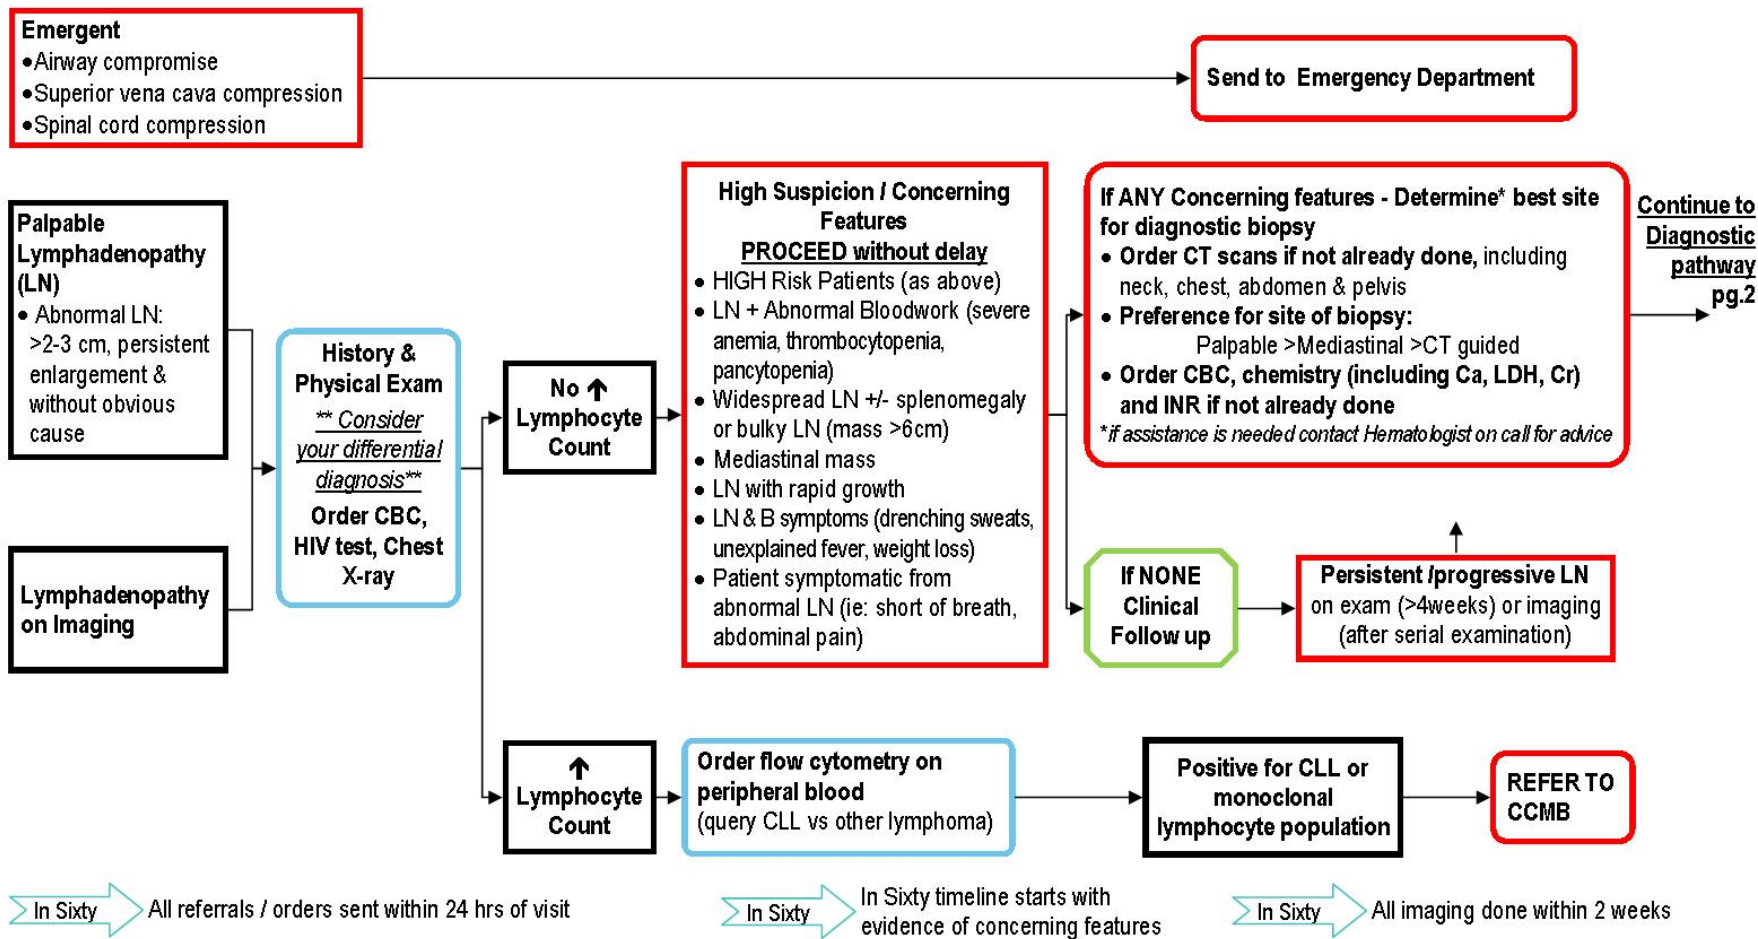 Emergent
•Airway compromise
•Superior vena cava compression
•Spinal cord compression
Send to Emergency Department
Palpable
Lymphadenopathy
(LN)
• Abnormal LN:
>2-3 cm, persistent
enlargement &
without obvious
cause
Lymphadenopathy
on Imaging
History &
Physical Exam
** Consider
your differential
diagnosis**
Order CBC,
HIV test, Chest
X-ray
No ↑
Lymphocyte
Count
High Suspicion / Concerning
Features
PROCEED without delay
• HIGH Risk Patients (as above)
• LN + Abnormal Bloodwork (severe
anemia, thrombocytopenia,
pancytopenia)
• Widespread LN +/- splenomegaly
or bulky LN (mass >6cm)
• Mediastinal mass
• LN with rapid growth
• LN & B symptoms (drenching sweats,
unexplained fever, weight loss)
• Patient symptomatic from
abnormal LN (ie: short of breath,
abdominal pain)
If ANY Concerning features - Determine* best site
for diagnostic biopsy
• Order CT scans if not already done, including
neck, chest, abdomen & pelvis
• Preference for site of biopsy:
Palpable >Mediastinal >CT guided
• Order CBC, chemistry (including Ca, LDH, Cr)
and INR if not already done
*if assistance is needed contact Hematologist on call for advice
Continue to
Diagnostic
pathway
pg.2
If NONE
Clinical
Follow up
Persistent /progressive LN
on exam (>4weeks) or imaging
(after serial examination)
↑
Lymphocyte
Count
Order flow cytometry on
peripheral blood
(query CLL vs other lymphoma)
Positive for CLL or
monoclonal
lymphocyte population
REFER TO
CCMB
In Sixty
All referrals / orders sent within 24 hrs of visit
In Sixty
In Sixty timeline starts with
evidence of concerning features
In Sixty
All imaging done within 2 weeks